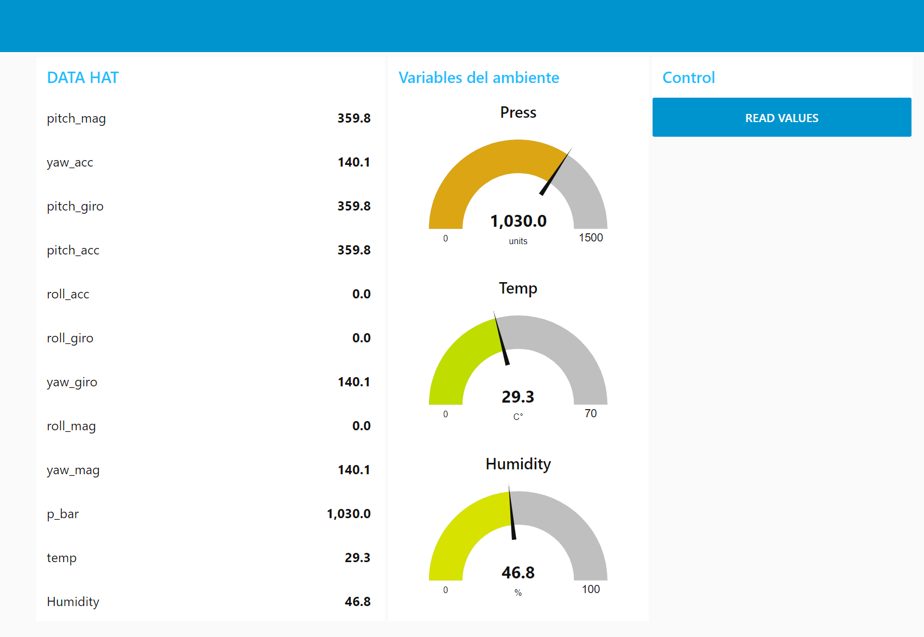 DATA HAT
pitch_mag 359.8
yaw_acc 140.1
pitch_giro 359.8
pitch_acc 359.8
roll_acc 0.0
roll_giro 0.0
yaw_giro 140.1
roll_mag 0.0
yaw_mag 140.1
p_bar 1,030.0
temp 29.3
Humidity 46.8
Variables del ambiente
Press
1,030.0
0 units 1500
Temp
29.3
0 C° 70
Humidity
46.8
0 % 100
Control
READ VALUES